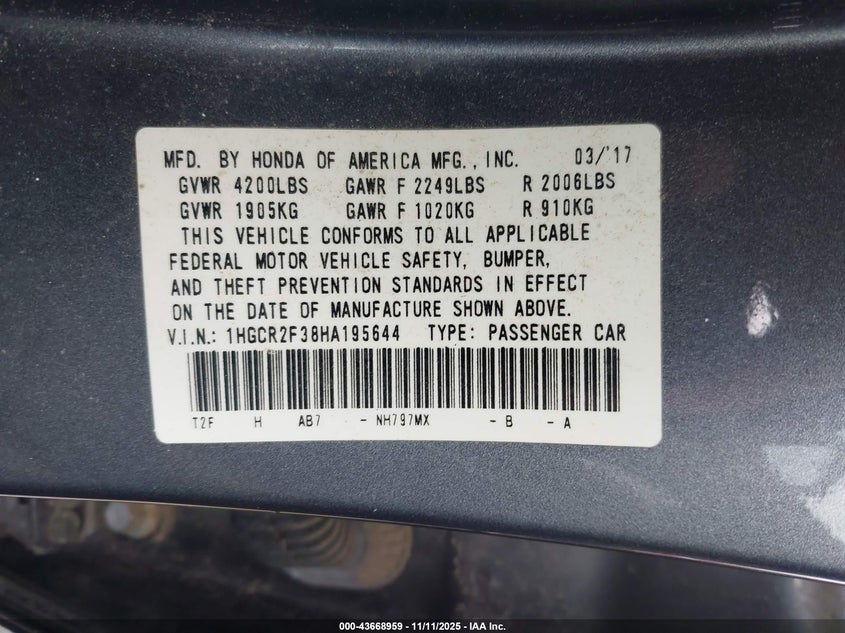 MFD. BY HONDA OF AMERICA MFG., INC. 03/'17
GVWR 4200LBS GAWR F 2249LBS R 2006LBS
GVWR 1905KG GAWR F 1020KG R 910KG
THIS VEHICLE CONFORMS TO ALL APPLICABLE
FEDERAL MOTOR VEHICLE SAFETY, BUMPER,
AND THEFT PREVENTION STANDARDS IN EFFECT
ON THE DATE OF MANUFACTURE SHOWN ABOVE.
V.I.N.: 1HGCR2F38HA195644 TYPE: PASSENGER CAR
T2F H AB7 - NH797MX - B - A
000-43668959 - 11/11/2025 - IAA Inc.